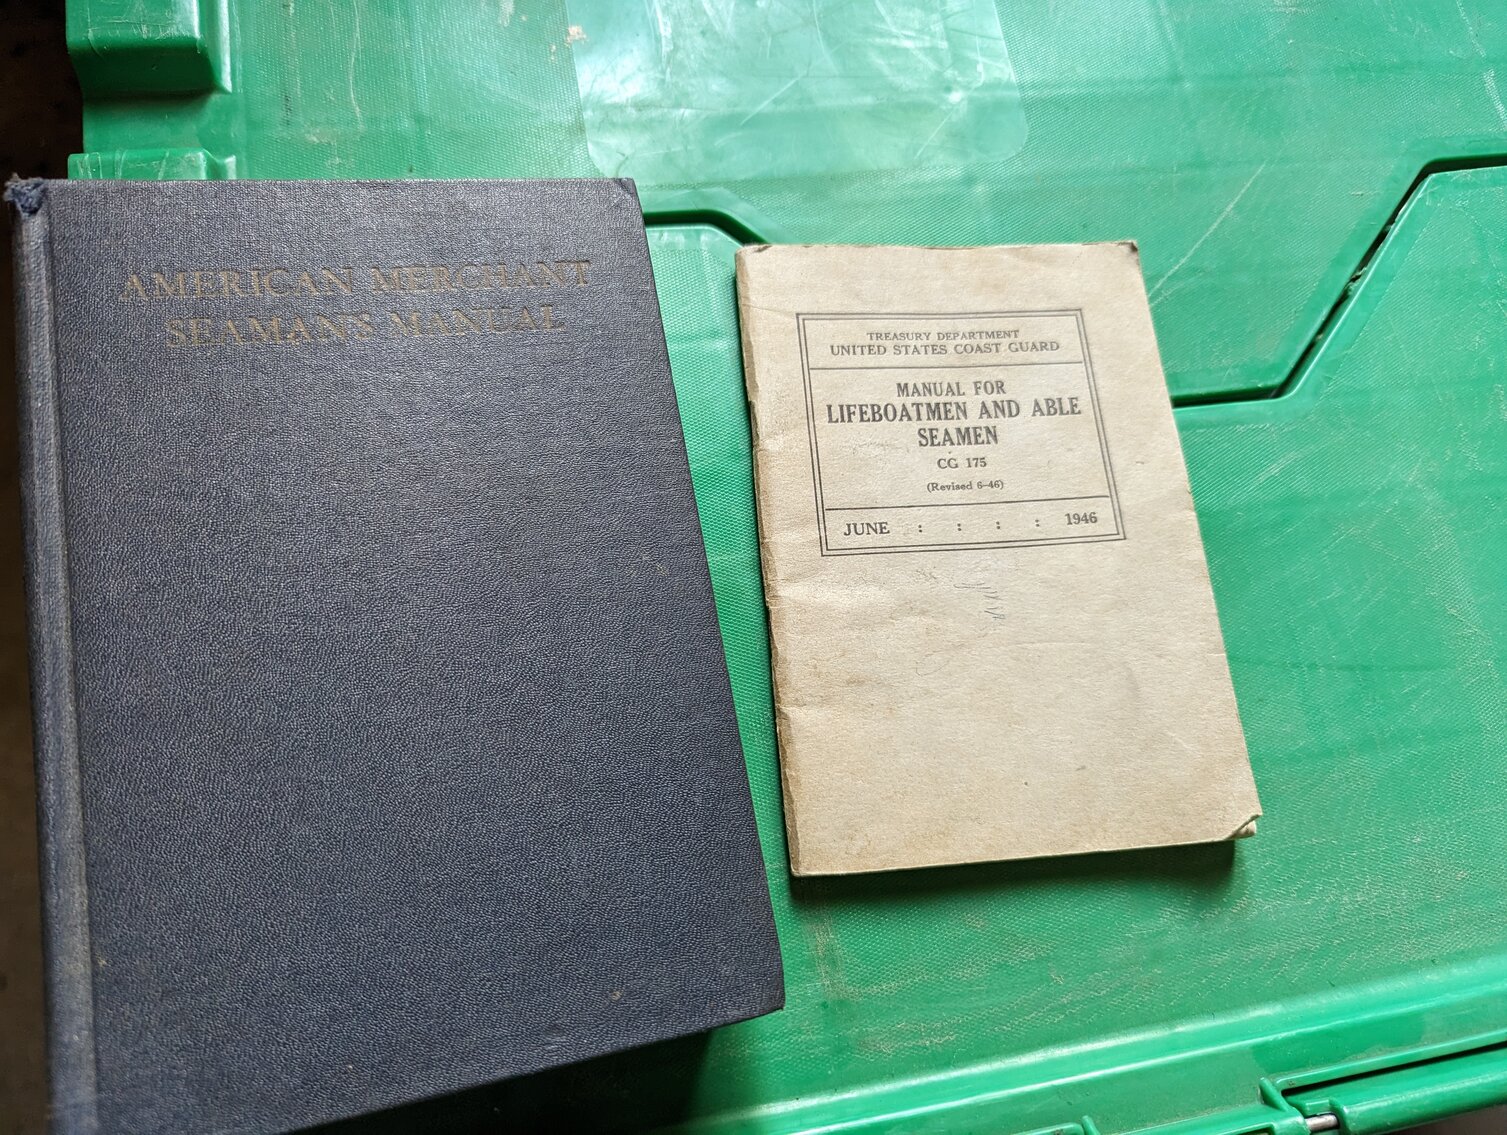 AMERICAN MERCHANT
SEAMAN'S MANUAL
TREASURY DEPARTMENT
UNITED STATES COAST GUARD
MANUAL FOR
LIFEBOATMEN AND ABLE
SEAMEN
CG 175
(Revised 6–46)
JUNE : : : : 1946